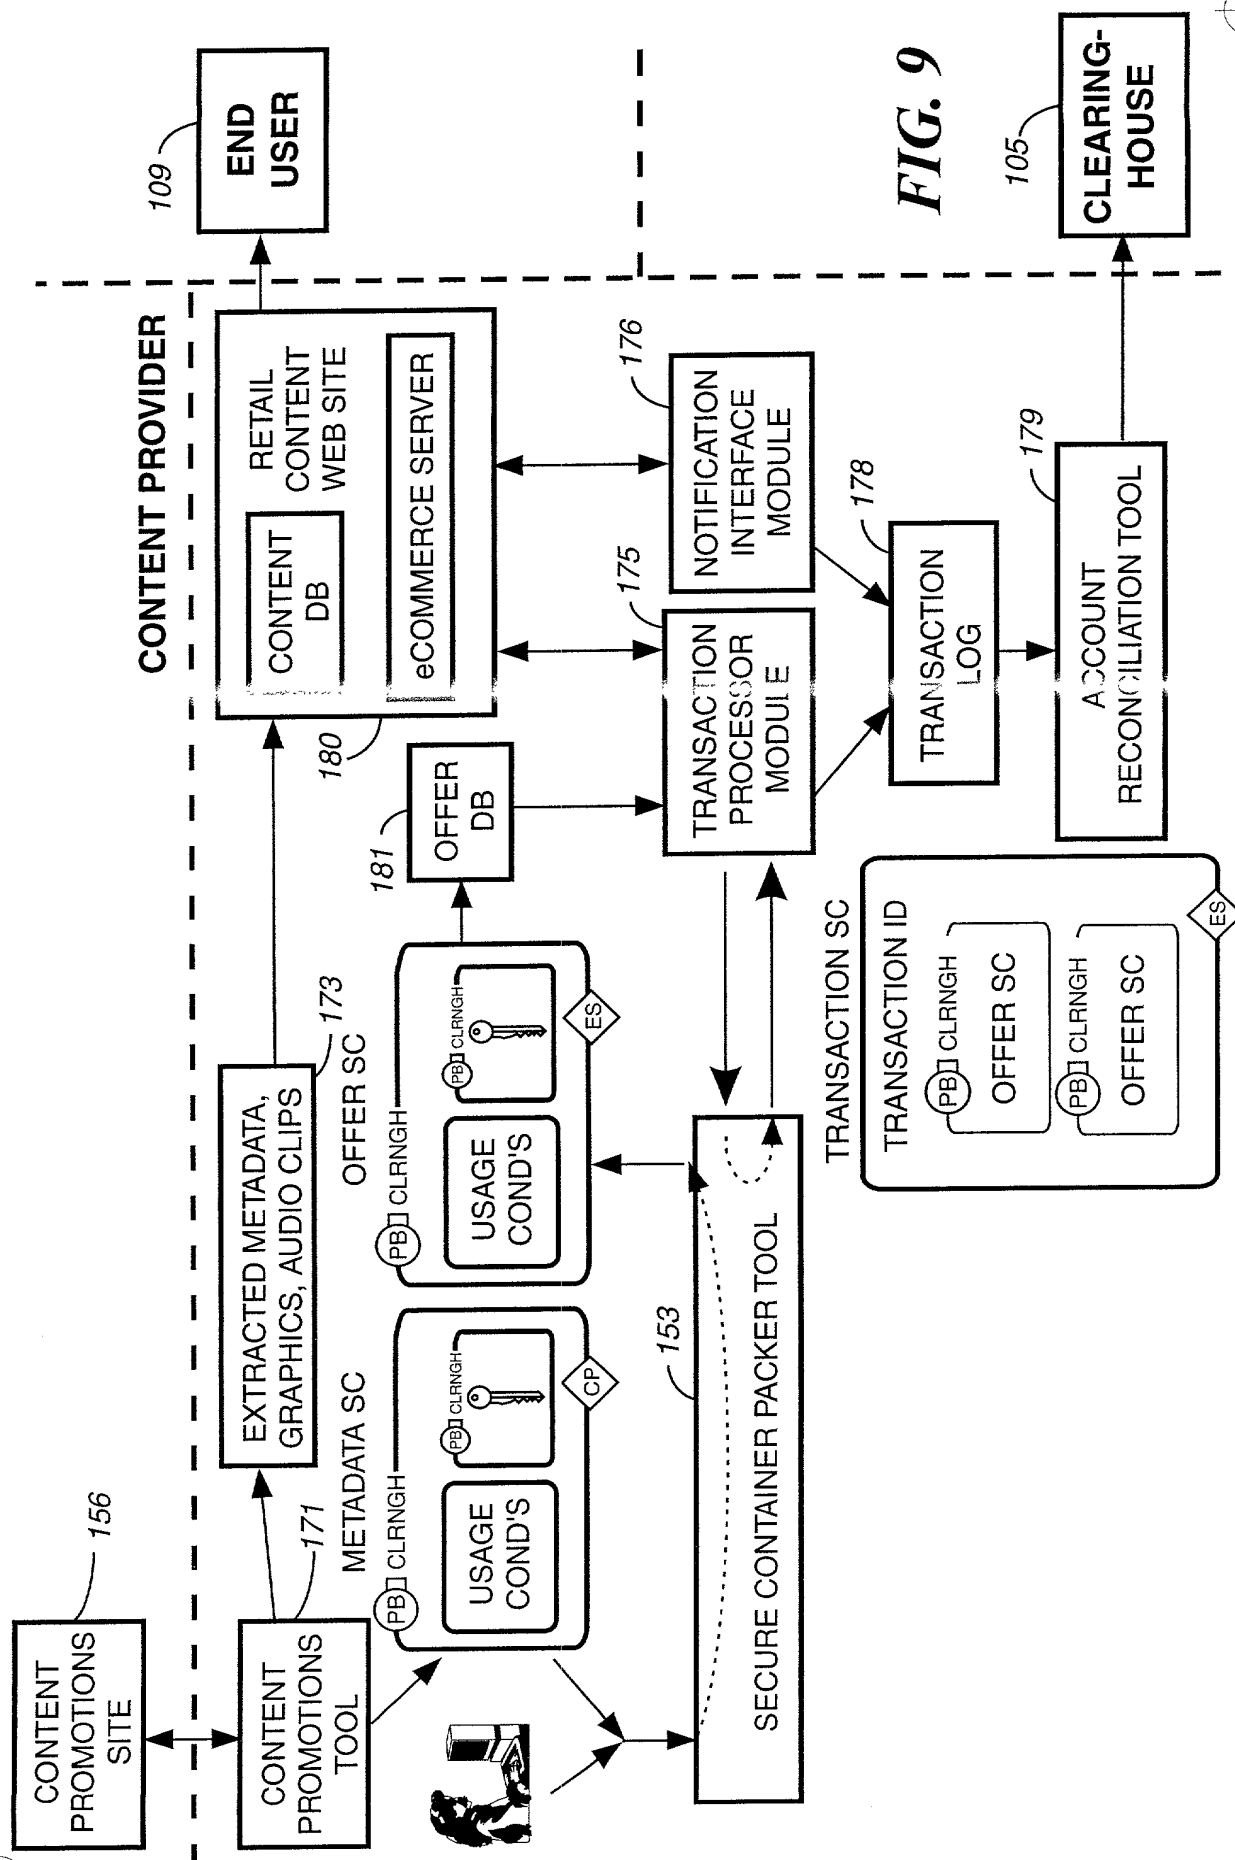 CONTENT
PROMOTIONS
SITE
156
CONTENT PROVIDER
CONTENT
PROMOTIONS
TOOL
171
EXTRACTED METADATA,
GRAPHICS, AUDIO CLIPS
173
RETAIL
CONTENT
WEB SITE
CONTENT
DB
eCOMMERCE SERVER
180
END
USER
109
METADATA SC
PB CLRNGH
USAGE
COND'S
PB CLRNGH
CP
OFFER SC
PB CLRNGH
USAGE
COND'S
PB CLRNGH
ES
181
OFFER
DB
153
SECURE CONTAINER PACKER TOOL
175
TRANSACTION
PROCESSOR
MODULE
176
NOTIFICATION
INTERFACE
MODULE
178
TRANSACTION
LOG
179
ACCOUNT
RECONCILIATION TOOL
TRANSACTION SC
TRANSACTION ID
PB CLRNGH
OFFER SC
PB CLRNGH
OFFER SC
ES
105
CLEARING-
HOUSE
FIG. 9